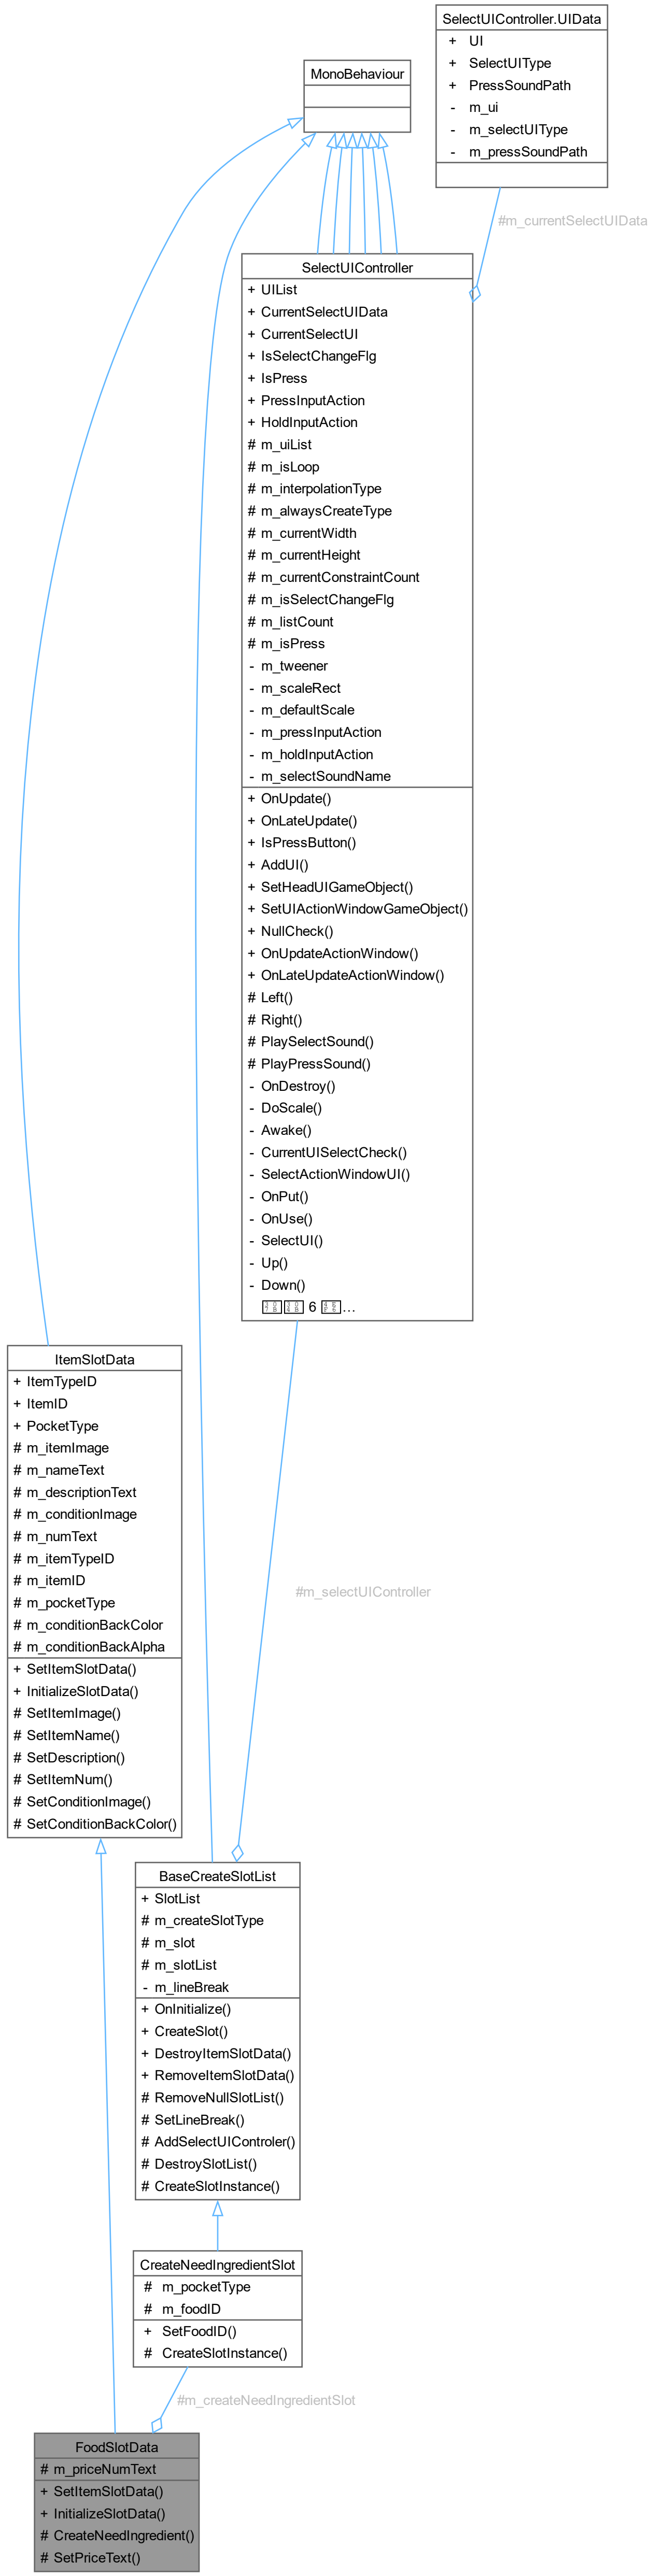 SelectUIController.UIData
+ UI
+ SelectUIType
+ PressSoundPath
- m_ui
- m_selectUIType
- m_pressSoundPath
MonoBehaviour
#m_currentSelectUIData
SelectUIController
+ UIList
+ CurrentSelectUIData
+ CurrentSelectUI
+ IsSelectChangeFlg
+ IsPress
+ PressInputAction
+ HoldInputAction
# m_uiList
# m_isLoop
# m_interpolationType
# m_alwaysCreateType
# m_currentWidth
# m_currentHeight
# m_currentConstraintCount
# m_isSelectChangeFlg
# m_listCount
# m_isPress
- m_tweener
- m_scaleRect
- m_defaultScale
- m_pressInputAction
- m_holdInputAction
- m_selectSoundName
+ OnUpdate()
+ OnLateUpdate()
+ IsPressButton()
+ AddUI()
+ SetHeadUIGameObject()
+ SetUIActionWindowGameObject()
+ NullCheck()
+ OnUpdateActionWindow()
+ OnLateUpdateActionWindow()
# Left()
# Right()
# PlaySelectSound()
# PlayPressSound()
- OnDestroy()
- DoScale()
- Awake()
- CurrentUISelectCheck()
- SelectActionWindowUI()
- OnPut()
- OnUse()
- SelectUI()
- Up()
- Down()
6 ...
ItemSlotData
+ ItemTypeID
+ ItemID
+ PocketType
# m_itemImage
# m_nameText
# m_descriptionText
# m_conditionImage
# m_numText
# m_itemTypeID
# m_itemID
# m_pocketType
# m_conditionBackColor
# m_conditionBackAlpha
+ SetItemSlotData()
+ InitializeSlotData()
# SetItemImage()
# SetItemName()
# SetDescription()
# SetItemNum()
# SetConditionImage()
# SetConditionBackColor()
#m_selectUIController
BaseCreateSlotList
+ SlotList
# m_createSlotType
# m_slot
# m_slotList
- m_lineBreak
+ OnInitialize()
+ CreateSlot()
+ DestroyItemSlotData()
+ RemoveItemSlotData()
# RemoveNullSlotList()
# SetLineBreak()
# AddSelectUIControler()
# DestroySlotList()
# CreateSlotInstance()
CreateNeedIngredientSlot
# m_pocketType
# m_foodID
+ SetFoodID()
# CreateSlotInstance()
#m_createNeedIngredientSlot
FoodSlotData
# m_priceNumText
+ SetItemSlotData()
+ InitializeSlotData()
# CreateNeedIngredient()
# SetPriceText()